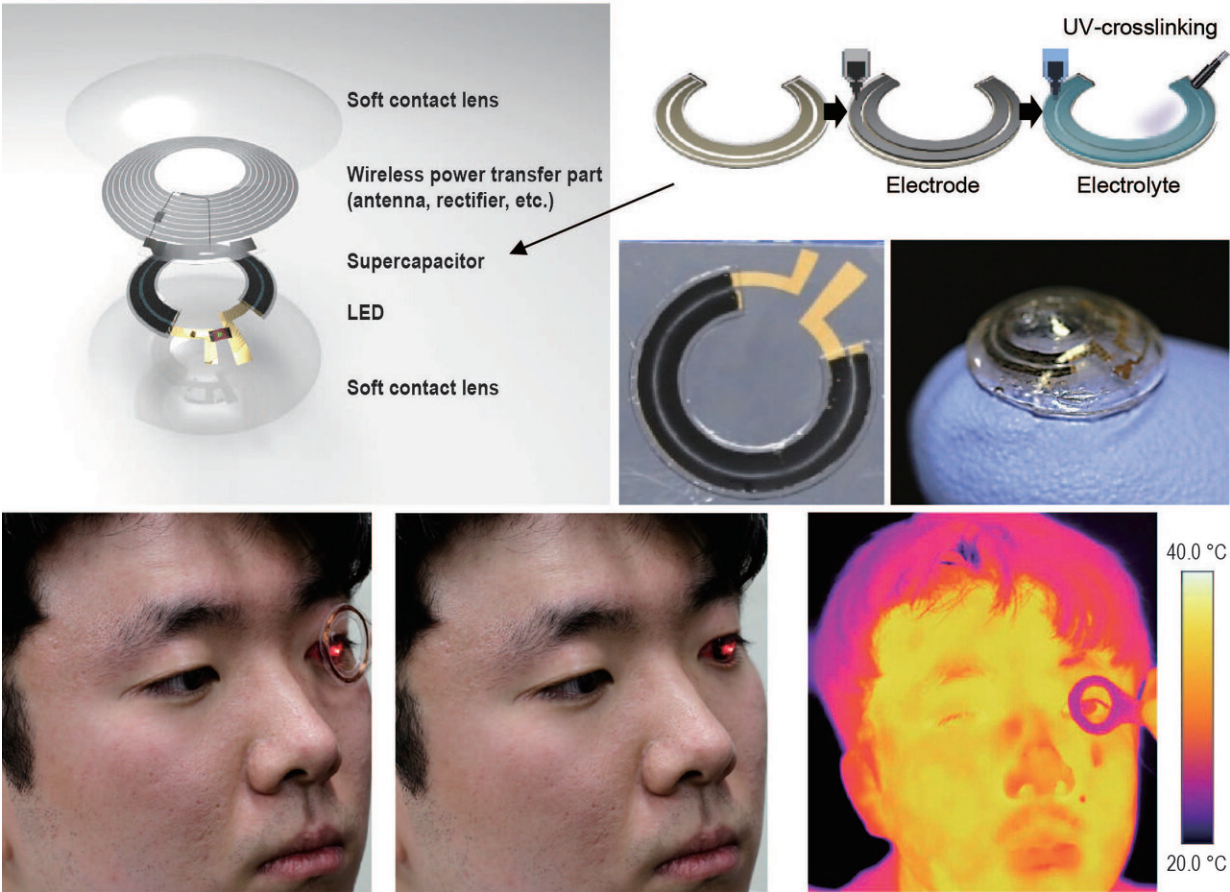 UV-crosslinking
Soft contact lens
Wireless power transfer part
(antenna, rectifier, etc.)
Supercapacitor
LED
Soft contact lens
Electrode
Electrolyte
40.0 °C
20.0 °C